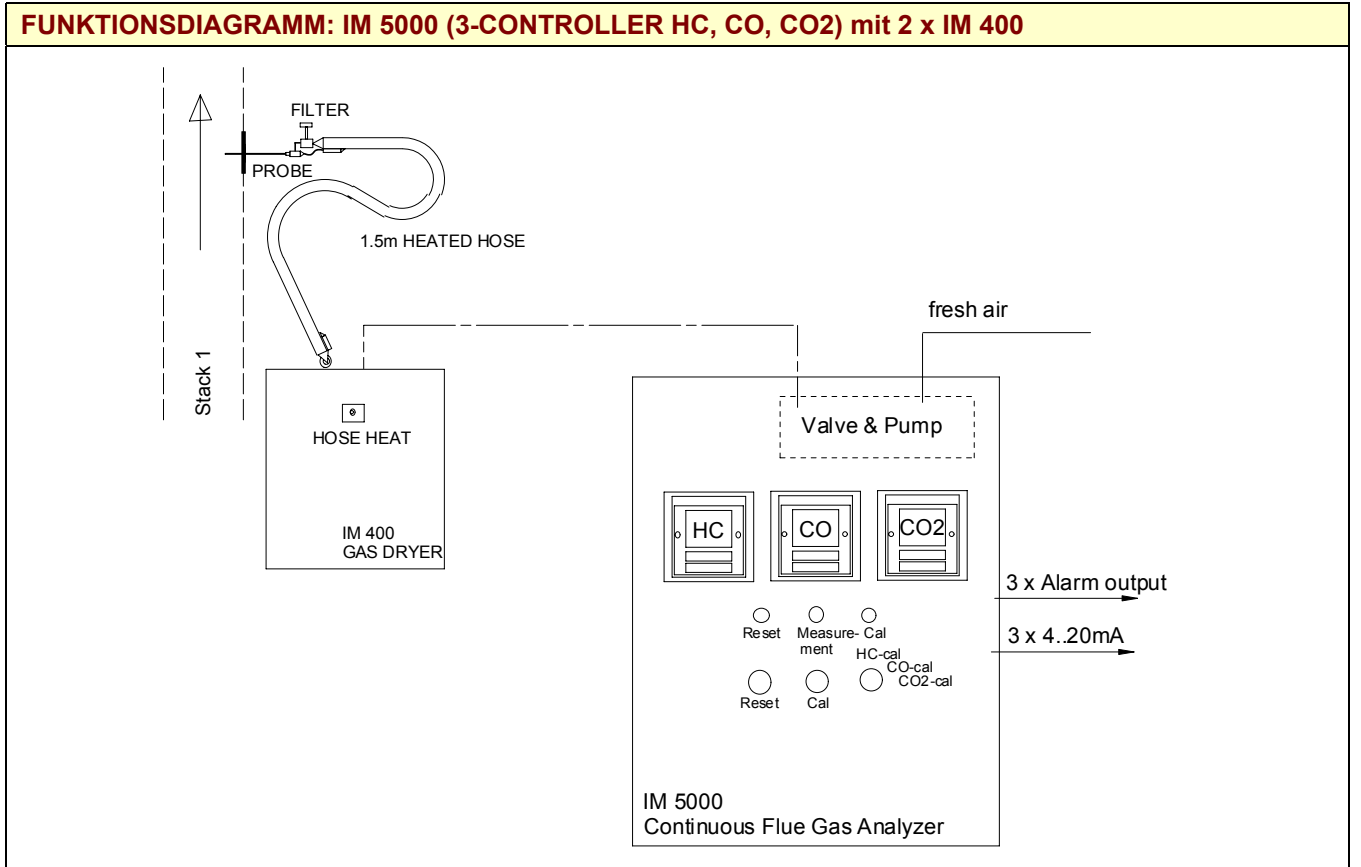 FUNKTIONSDIAGRAMM: IM 5000 (3-CONTROLLER HC, CO, CO2) mit 2 x IM 400
FILTER
PROBE
1.5m HEATED HOSE
Stack 1
fresh air
Valve & Pump
HOSE HEAT
IM 400
GAS DRYER
HC
CO
CO2
3 x Alarm output
3 x 4..20mA
Reset
Measure-
ment
Cal
HC-cal
CO-cal
CO2-cal
Reset
Cal
IM 5000
Continuous Flue Gas Analyzer